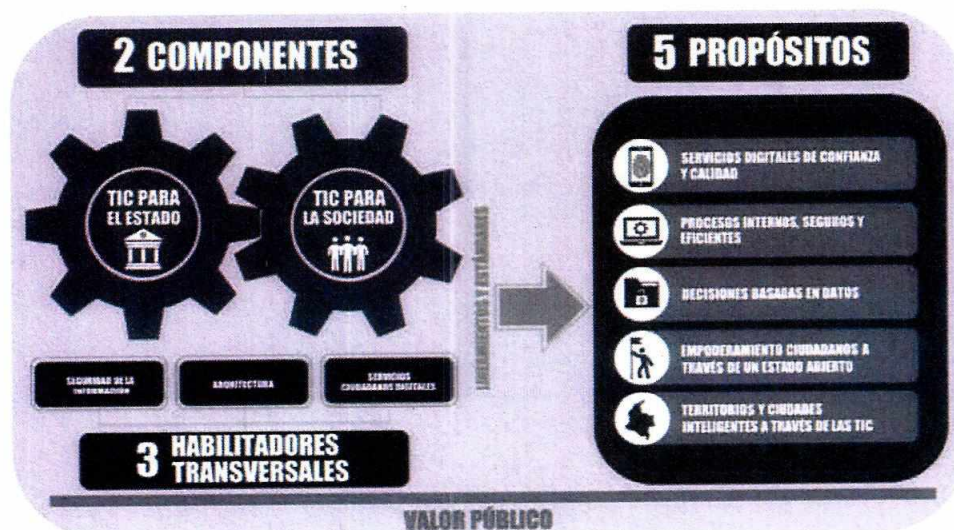 2 COMPONENTES
TIC PARA
EL ESTADO
TIC PARA
LA SOCIEDAD
SEGURIDAD DE LA
INFORMACIÓN
ARQUITECTURA
SERVICIOS
CIUDADANOS DIGITALES
3 HABILITADORES
TRANSVERSALES
LINEAMIENTOS Y ESTÁNDARES
5 PROPÓSITOS
SERVICIOS DIGITALES DE CONFIANZA
Y CALIDAD
PROCESOS INTERNOS, SEGUROS Y
EFICIENTES
DECISIONES BASADAS EN DATOS
EMPODERAMIENTO CIUDADANOS A
TRAVÉS DE UN ESTADO ABIERTO
TERRITORIOS Y CIUDADES
INTELIGENTES A TRAVÉS DE LAS TIC
VALOR PÚBLICO